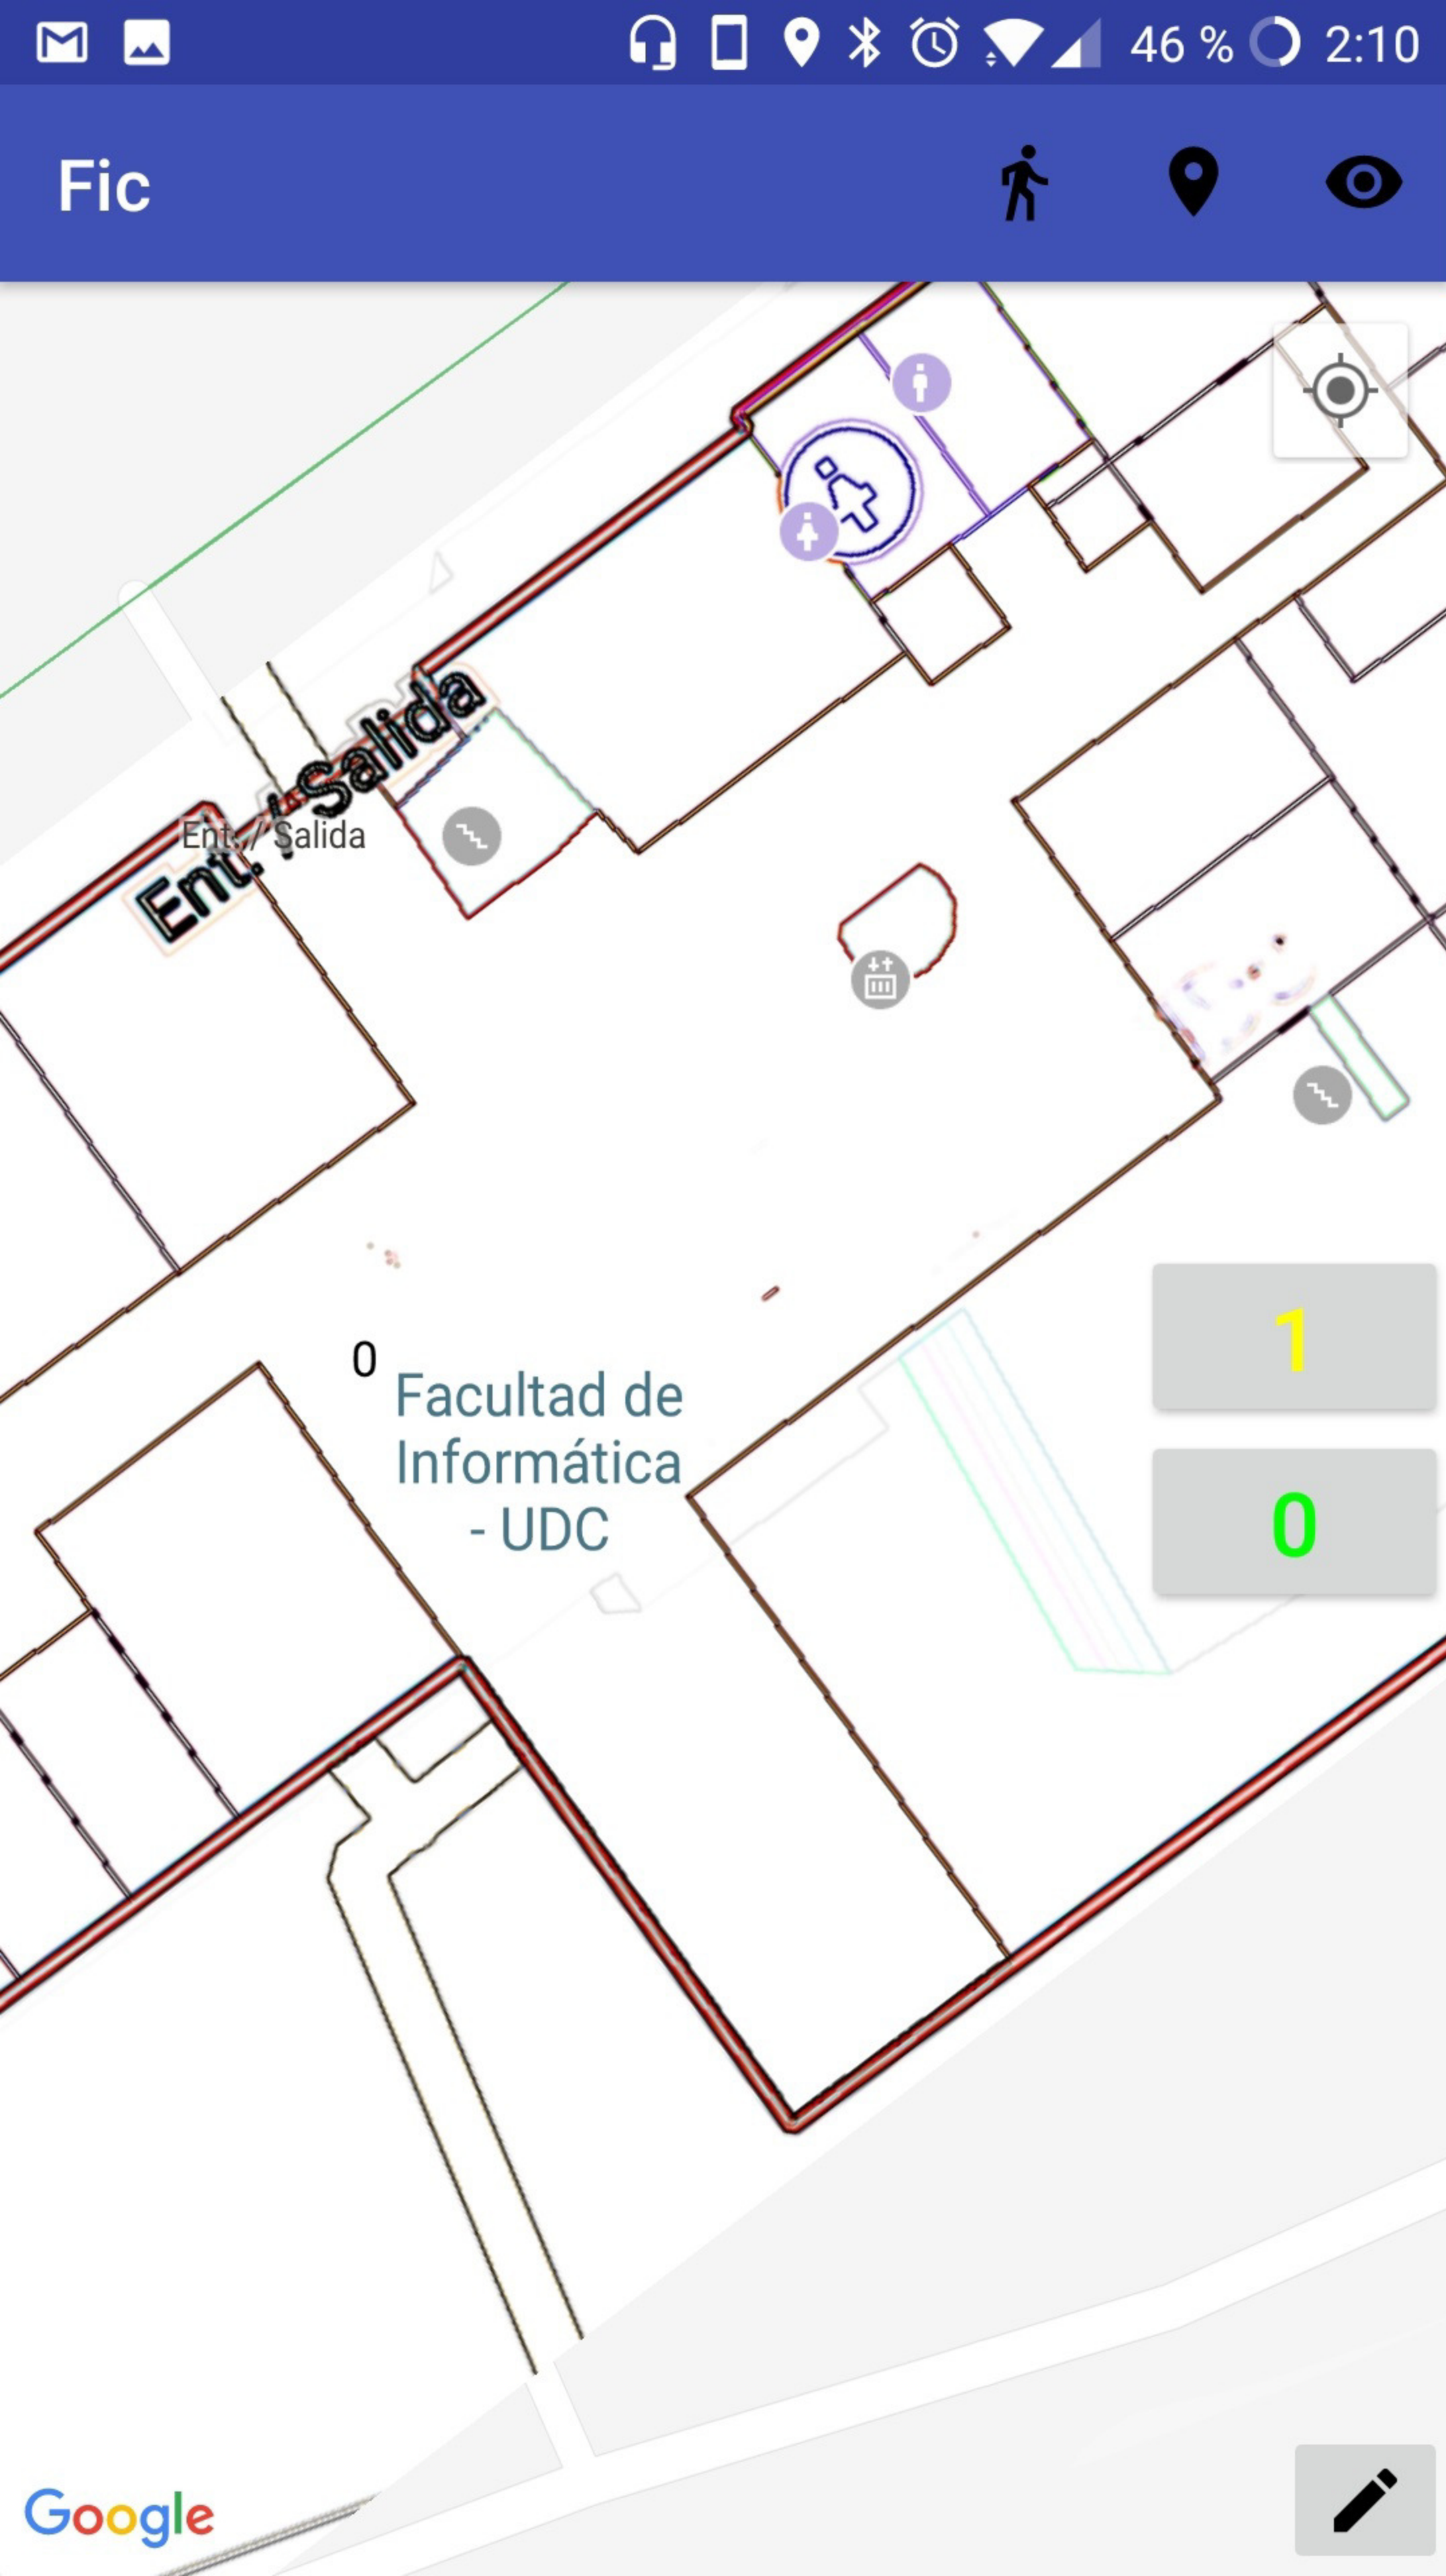 46 % 2:10
Fic
Ent. / Salida
Ent. / Salida
0
Facultad de
Informática
- UDC
1
0
Google